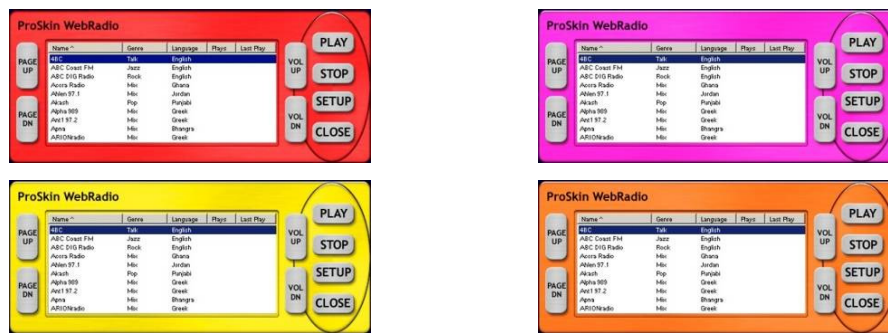 ProSkin WebRadio
PAGE UP
PAGE DN
Name ^ Genre Language Plays Last Play
4BC Talk English
ABC Coast FM Jazz English
ABC DIG Radio Rock English
Accra Radio Mix Ghana
Ahlen 97.1 Mix Jordan
Akash Pop Punjabi
Alpha 989 Mix Greek
Ant1 97.2 Mix Greek
Apna Mix Bhangra
ARIONradio Mix Greek
VOL UP
VOL DN
PLAY
STOP
SETUP
CLOSE
ProSkin WebRadio
PAGE UP
PAGE DN
Name ^ Genre Language Plays Last Play
4BC Talk English
ABC Coast FM Jazz English
ABC DIG Radio Rock English
Accra Radio Mix Ghana
Ahlen 97.1 Mix Jordan
Akash Pop Punjabi
Alpha 989 Mix Greek
Ant1 97.2 Mix Greek
Apna Mix Bhangra
ARIONradio Mix Greek
VOL UP
VOL DN
PLAY
STOP
SETUP
CLOSE
ProSkin WebRadio
PAGE UP
PAGE DN
Name ^ Genre Language Plays Last Play
4BC Talk English
ABC Coast FM Jazz English
ABC DIG Radio Rock English
Accra Radio Mix Ghana
Ahlen 97.1 Mix Jordan
Akash Pop Punjabi
Alpha 989 Mix Greek
Ant1 97.2 Mix Greek
Apna Mix Bhangra
ARIONradio Mix Greek
VOL UP
VOL DN
PLAY
STOP
SETUP
CLOSE
ProSkin WebRadio
PAGE UP
PAGE DN
Name ^ Genre Language Plays Last Play
4BC Talk English
ABC Coast FM Jazz English
ABC DIG Radio Rock English
Accra Radio Mix Ghana
Ahlen 97.1 Mix Jordan
Akash Pop Punjabi
Alpha 989 Mix Greek
Ant1 97.2 Mix Greek
Apna Mix Bhangra
ARIONradio Mix Greek
VOL UP
VOL DN
PLAY
STOP
SETUP
CLOSE